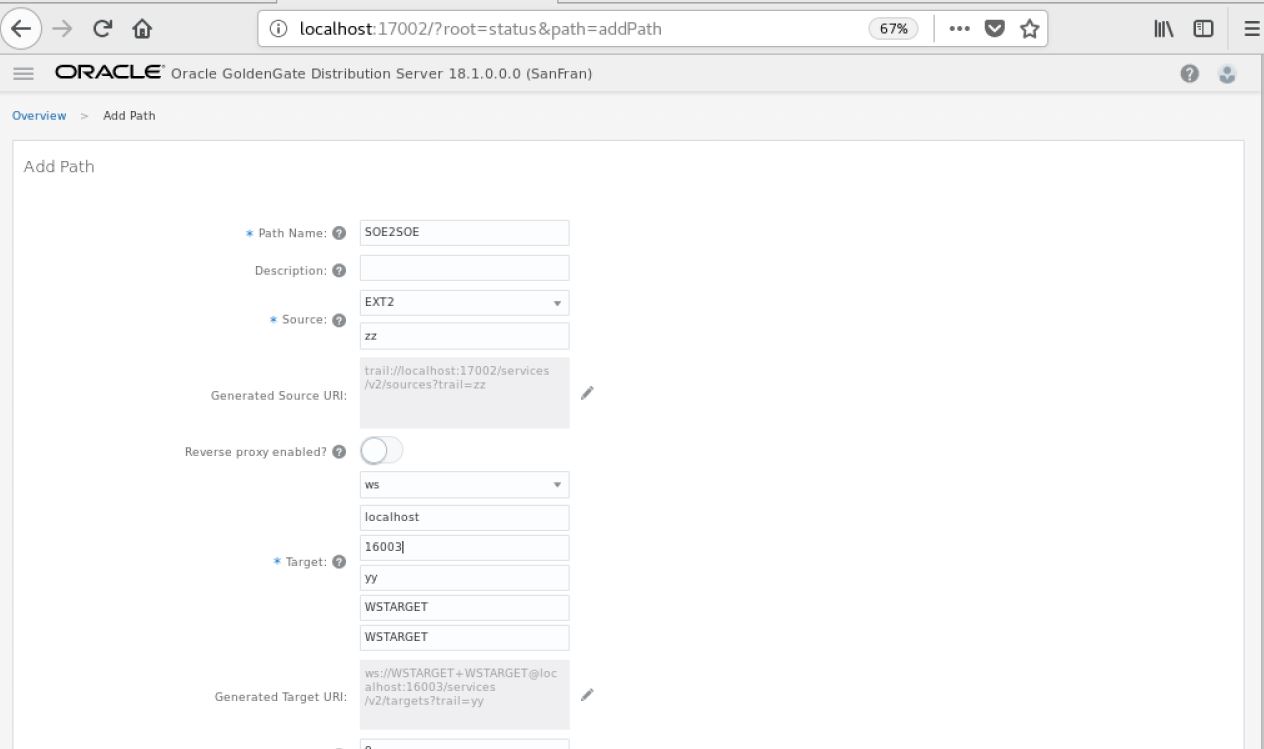 localhost:17002/?root=status&path=addPath 67%
ORACLE Oracle GoldenGate Distribution Server 18.1.0.0.0 (SanFran)
Overview > Add Path
Add Path
* Path Name: SOE2SOE
Description:
EXT2
* Source:
zz
trail://localhost:17002/services
/v2/sources?trail=zz
Generated Source URI:
Reverse proxy enabled?
ws
localhost
16003
* Target:
yy
WSTARGET
WSTARGET
ws://WSTARGET+WSTARGET@loc
alhost:16003/services
/v2/targets?trail=yy
Generated Target URI: